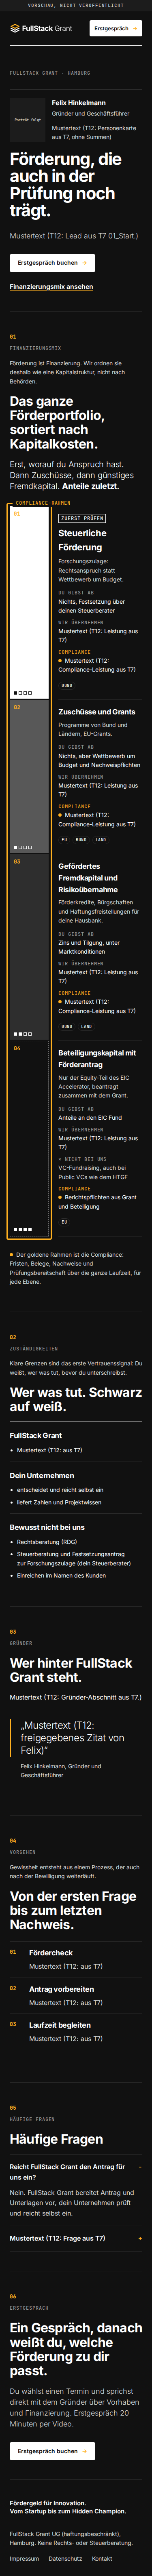 VORSCHAU, NICHT VERÖFFENTLICHT
FullStack Grant
Erstgespräch →
FULLSTACK GRANT · HAMBURG
Porträt folgt
Felix Hinkelmann
Gründer und Geschäftsführer
Mustertext (T12: Personenkarte
aus T7, ohne Summen)
Förderung, die
auch in der
Prüfung noch
trägt.
Mustertext (T12: Lead aus T7 01_Start.)
Erstgespräch buchen →
Finanzierungsmix ansehen
01
FINANZIERUNGSMIX
Förderung ist Finanzierung. Wir ordnen sie
deshalb wie eine Kapitalstruktur, nicht nach
Behörden.
Das ganze
Förderportfolio,
sortiert nach
Kapitalkosten.
Erst, worauf du Anspruch hast.
Dann Zuschüsse, dann günstiges
Fremdkapital. Anteile zuletzt.
COMPLIANCE-RAHMEN
01
ZUERST PRÜFEN
Steuerliche
Förderung
Forschungszulage:
Rechtsanspruch statt
Wettbewerb um Budget.
DU GIBST AB
Nichts, Festsetzung über
deinen Steuerberater
WIR ÜBERNEHMEN
Mustertext (T12: Leistung aus
T7)
COMPLIANCE
Mustertext (T12:
Compliance-Leistung aus T7)
BUND
02
Zuschüsse und Grants
Programme von Bund und
Ländern, EU-Grants.
DU GIBST AB
Nichts, aber Wettbewerb um
Budget und Nachweispflichten
WIR ÜBERNEHMEN
Mustertext (T12: Leistung aus
T7)
COMPLIANCE
Mustertext (T12:
Compliance-Leistung aus T7)
EU BUND LAND
03
Gefördertes
Fremdkapital und
Risikoübernahme
Förderkredite, Bürgschaften
und Haftungsfreistellungen für
deine Hausbank.
DU GIBST AB
Zins und Tilgung, unter
Marktkonditionen
WIR ÜBERNEHMEN
Mustertext (T12: Leistung aus
T7)
COMPLIANCE
Mustertext (T12:
Compliance-Leistung aus T7)
BUND LAND
04
Beteiligungskapital mit
Förderantrag
Nur der Equity-Teil des EIC
Accelerator, beantragt
zusammen mit dem Grant.
DU GIBST AB
Anteile an den EIC Fund
WIR ÜBERNEHMEN
Mustertext (T12: Leistung aus
T7)
× NICHT BEI UNS
VC-Fundraising, auch bei
Public VCs wie dem HTGF
COMPLIANCE
Berichtspflichten aus Grant
und Beteiligung
EU
Der goldene Rahmen ist die Compliance:
Fristen, Belege, Nachweise und
Prüfungsbereitschaft über die ganze Laufzeit, für
jede Ebene.
02
ZUSTÄNDIGKEITEN
Klare Grenzen sind das erste Vertrauenssignal: Du
weißt, wer was tut, bevor du unterschreibst.
Wer was tut. Schwarz
auf weiß.
FullStack Grant
• Mustertext (T12: aus T7)
Dein Unternehmen
• entscheidet und reicht selbst ein
• liefert Zahlen und Projektwissen
Bewusst nicht bei uns
• Rechtsberatung (RDG)
• Steuerberatung und Festsetzungsantrag
zur Forschungszulage (dein Steuerberater)
• Einreichen im Namen des Kunden
03
GRÜNDER
Wer hinter FullStack
Grant steht.
Mustertext (T12: Gründer-Abschnitt aus T7.)
„Mustertext (T12:
freigegebenes Zitat von
Felix)“
Felix Hinkelmann, Gründer und
Geschäftsführer
04
VORGEHEN
Gewissheit entsteht aus einem Prozess, der auch
nach der Bewilligung weiterläuft.
Von der ersten Frage
bis zum letzten
Nachweis.
01 Fördercheck
Mustertext (T12: aus T7)
02 Antrag vorbereiten
Mustertext (T12: aus T7)
03 Laufzeit begleiten
Mustertext (T12: aus T7)
05
HÄUFIGE FRAGEN
Häufige Fragen
Reicht FullStack Grant den Antrag für
uns ein?
Nein. FullStack Grant bereitet Antrag und
Unterlagen vor, dein Unternehmen prüft
und reicht selbst ein.
Mustertext (T12: Frage aus T7) +
06
ERSTGESPRÄCH
Ein Gespräch, danach
weißt du, welche
Förderung zu dir
passt.
Du wählst einen Termin und sprichst
direkt mit dem Gründer über Vorhaben
und Finanzierung. Erstgespräch 20
Minuten per Video.
Erstgespräch buchen →
Fördergeld für Innovation.
Vom Startup bis zum Hidden Champion.
FullStack Grant UG (haftungsbeschränkt),
Hamburg. Keine Rechts- oder Steuerberatung.
Impressum Datenschutz Kontakt